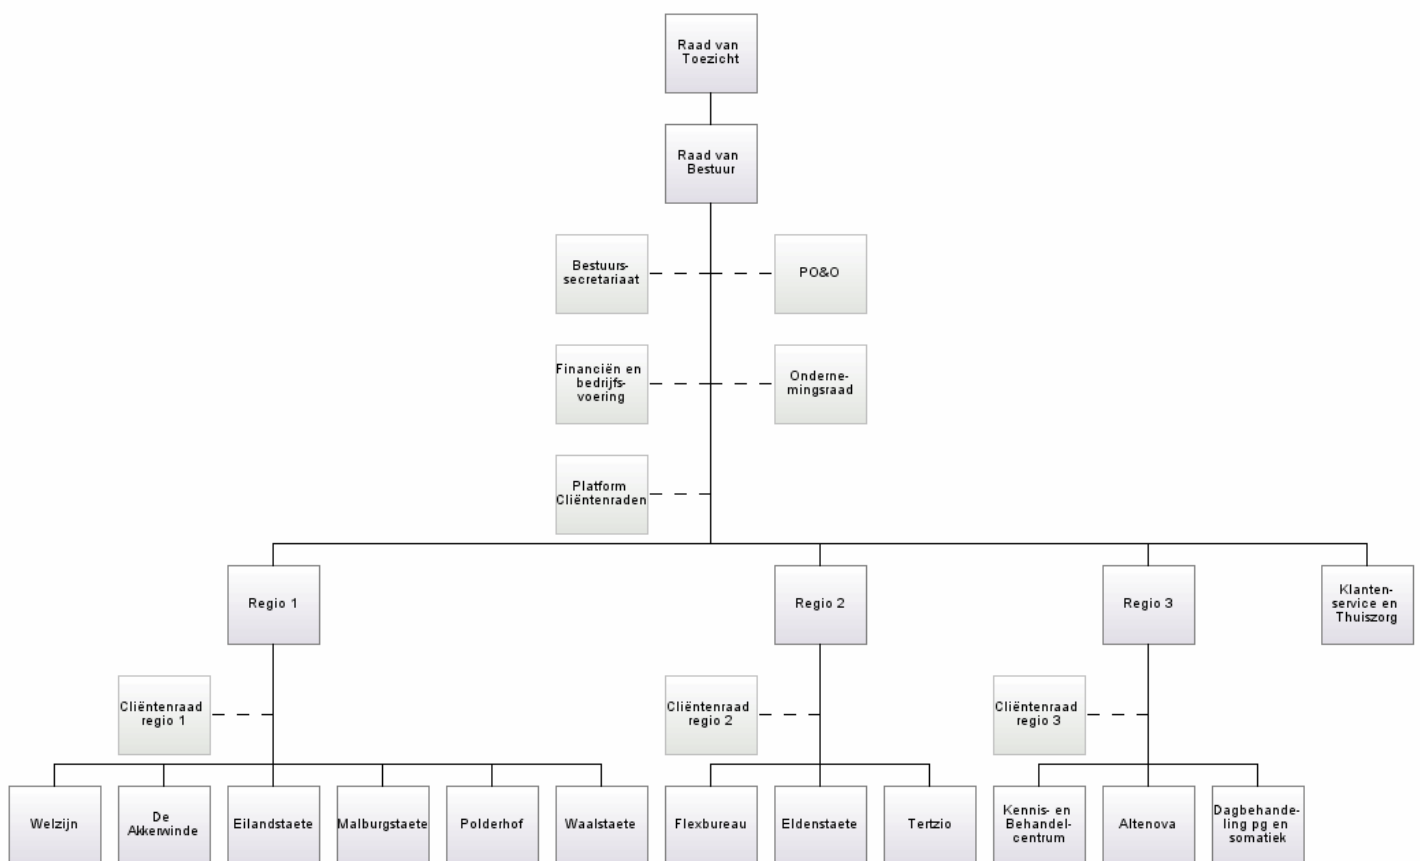 Raad van
Toezicht
Raad van
Bestuur
Bestuurs-
secretariaat
PO&O
Financiën en
bedrijfs-
voering
Onderne-
mingsraad
Platform
Cliëntenraden
Regio 1
Regio 2
Regio 3
Klanten-
service en
Thuiszorg
Cliëntenraad
regio 1
Cliëntenraad
regio 2
Cliëntenraad
regio 3
Welzijn
De
Akkerwinde
Eilandstaete
Malburgstaete
Polderhof
Waalstaete
Flexbureau
Eldenstaete
Tertzio
Kennis- en
Behandel-
centrum
Altenova
Dagbehande-
ling pg en
somatiek